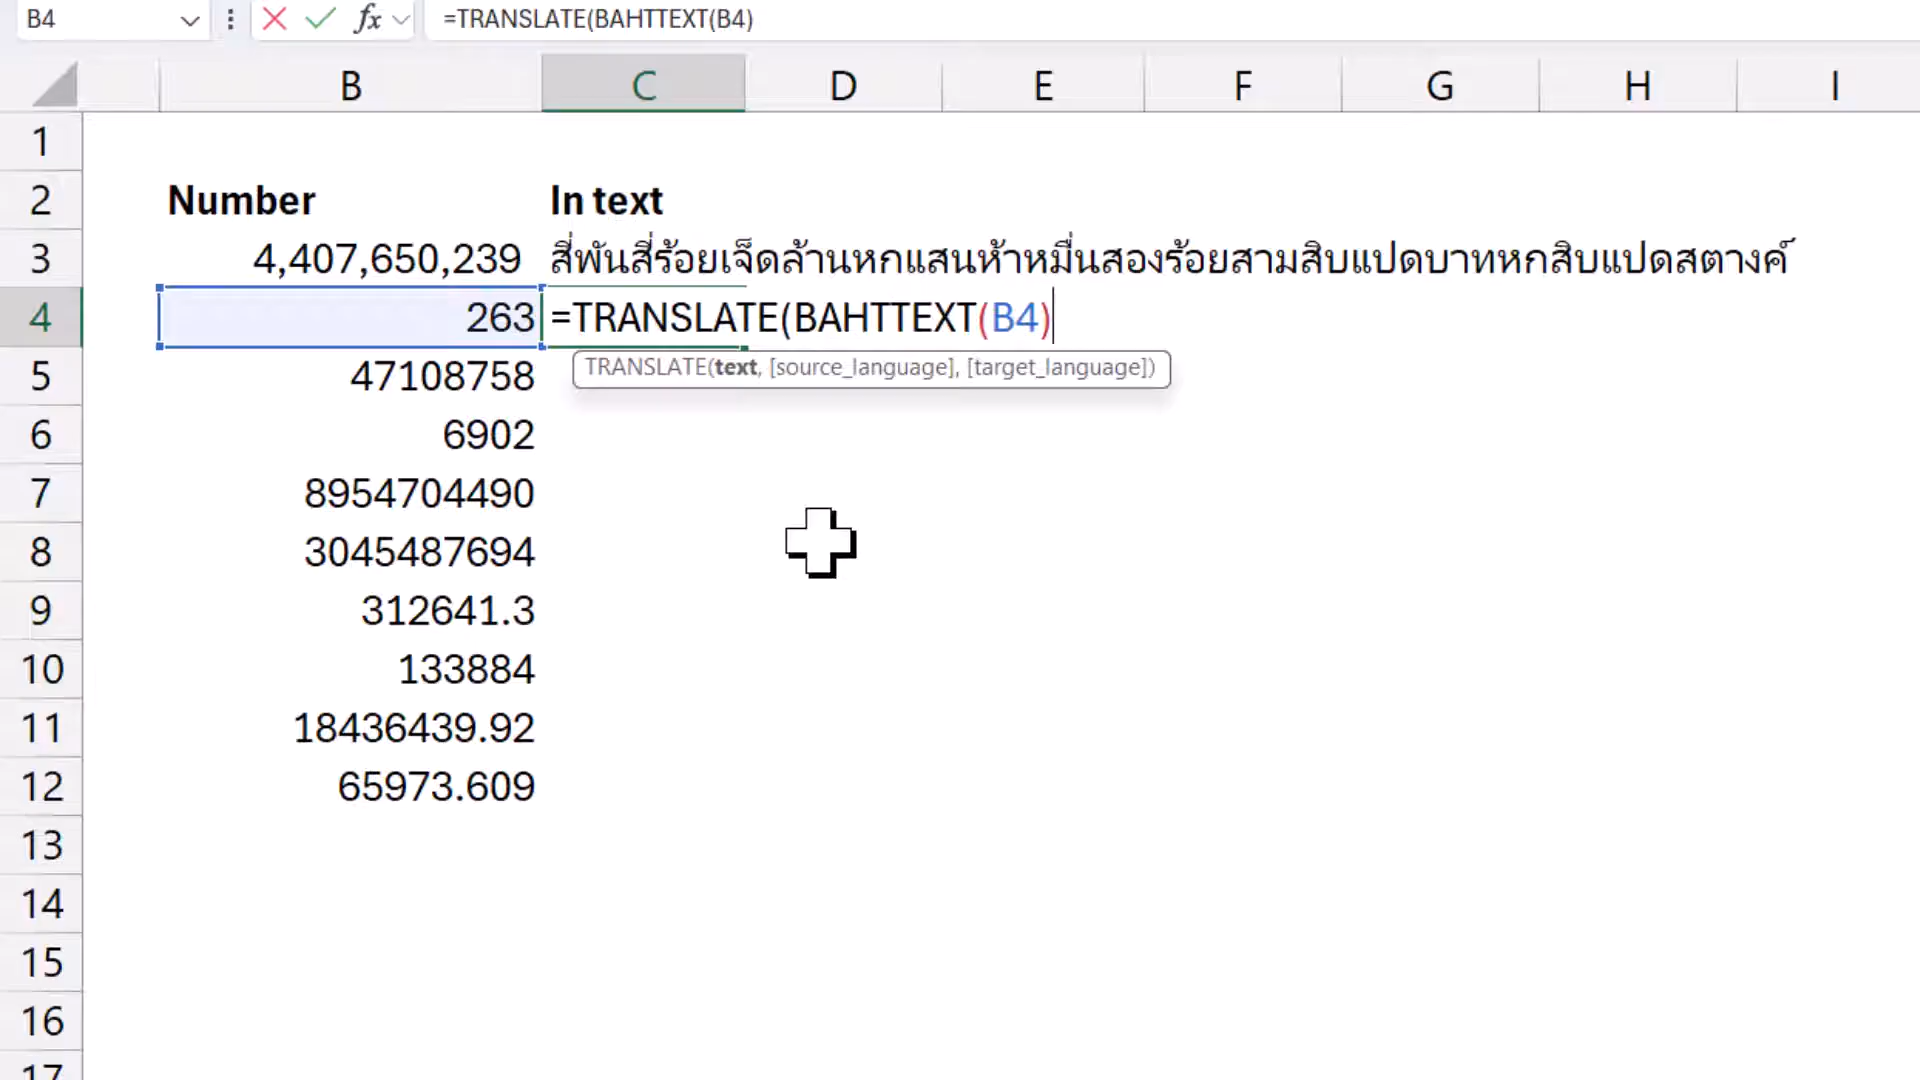 B4 fx =TRANSLATE(BAHTTEXT(B4)
B C D E F G H I
1
2 Number In text
3 4,407,650,239 สี่พันสี่ร้อยเจ็ดล้านหกแสนห้าหมื่นสองร้อยสามสิบแปดบาทหกสิบแปดสตางค์
4 263 =TRANSLATE(BAHTTEXT(B4)
TRANSLATE(text, [source_language], [target_language])
5 47108758
6 6902
7 8954704490
8 3045487694
9 312641.3
10 133884
11 18436439.92
12 65973.609
13
14
15
16
17